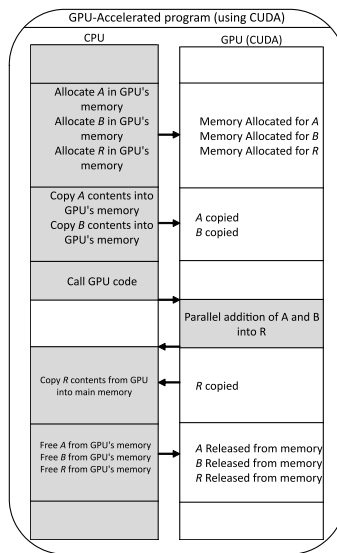 GPU-Accelerated program (using CUDA)
CPU
GPU (CUDA)
Allocate A in GPU's
memory
Allocate B in GPU's
memory
Allocate R in GPU's
memory
Memory Allocated for A
Memory Allocated for B
Memory Allocated for R
Copy A contents into
GPU's memory
Copy B contents into
GPU's memory
A copied
B copied
Call GPU code
Parallel addition of A and B
into R
Copy R contents from GPU
into main memory
R copied
Free A from GPU's memory
Free B from GPU's memory
Free R from GPU's memory
A Released from memory
B Released from memory
R Released from memory